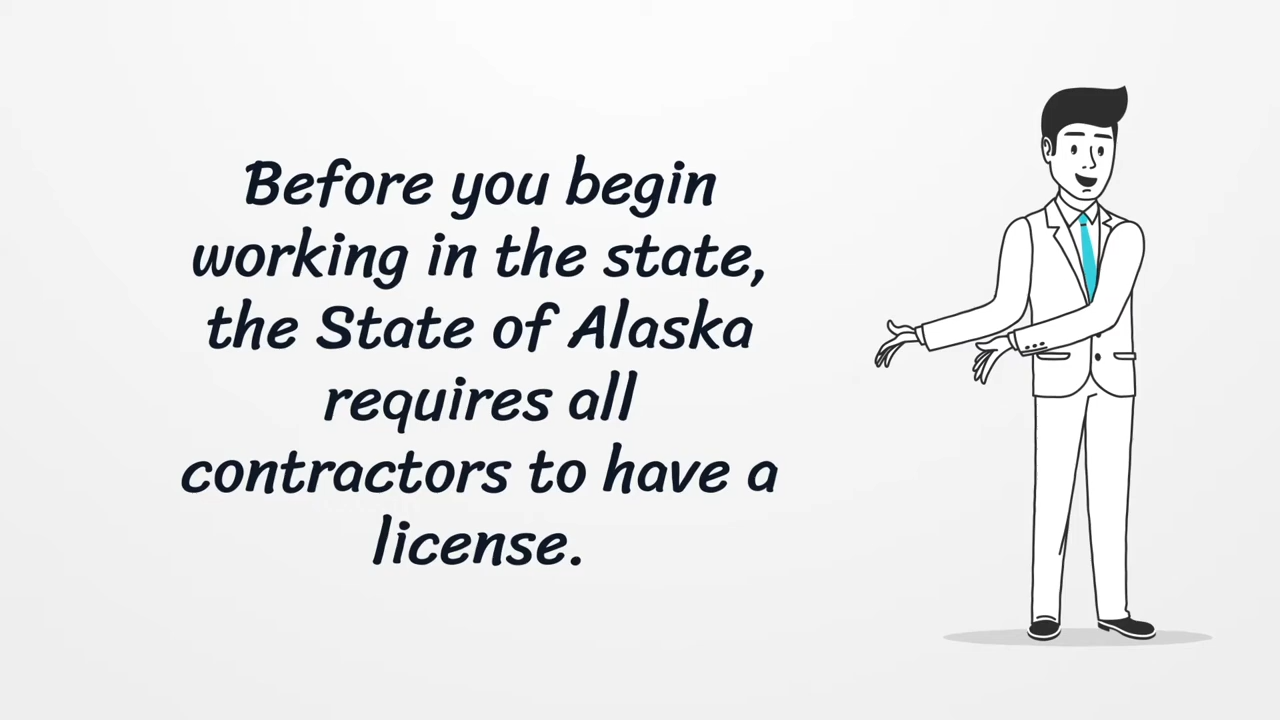 Before you begin
working in the state,
the State of Alaska
requires all
contractors to have a
license.